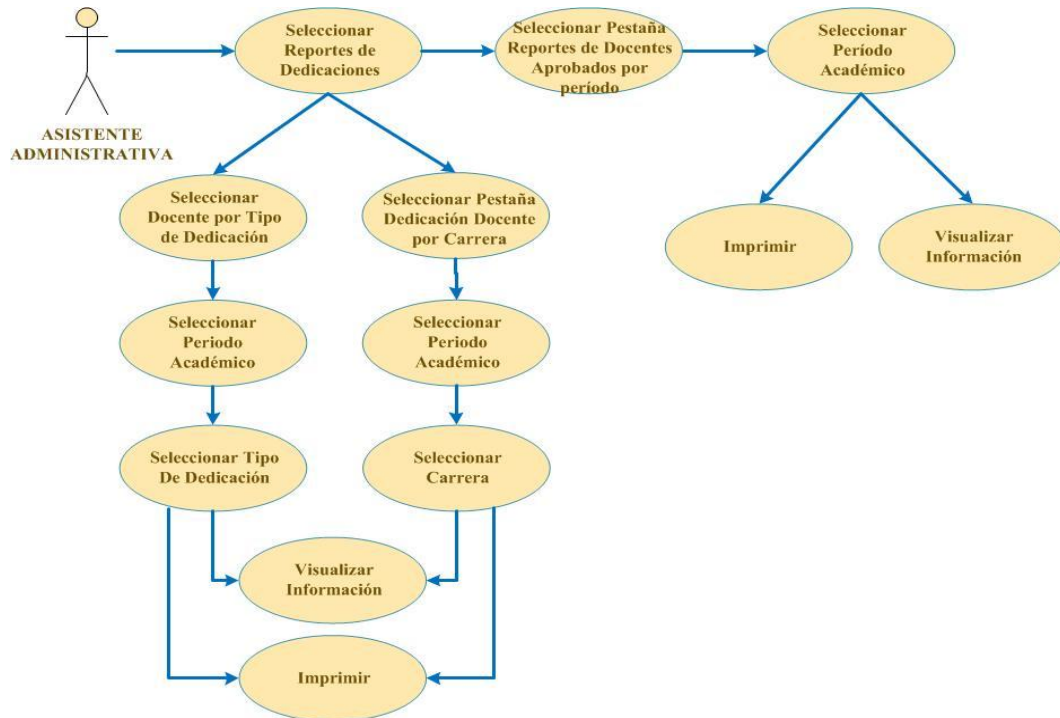 Seleccionar
Reportes de
Dedicaciones
Seleccionar Pestaña
Reportes de Docentes
Aprobados por
período
Seleccionar
Período
Académico
ASISTENTE
ADMINISTRATIVA
Seleccionar
Docente por Tipo
de Dedicación
Seleccionar Pestaña
Dedicación Docente
por Carrera
Imprimir
Visualizar
Información
Seleccionar
Periodo
Académico
Seleccionar
Periodo
Académico
Seleccionar Tipo
De Dedicación
Seleccionar
Carrera
Visualizar
Información
Imprimir